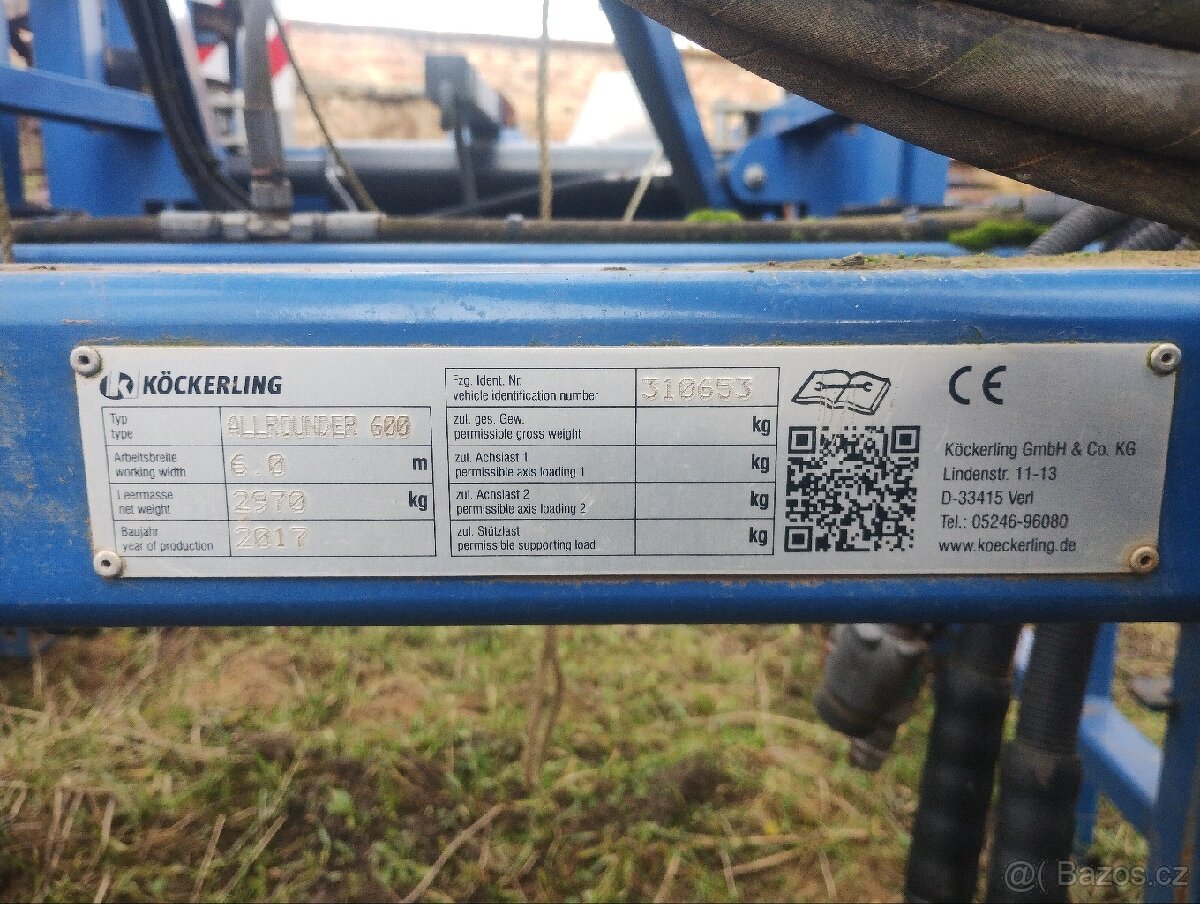 KÖCKERLING
Typ
type
ALLROUNDER 600
Arbeitsbreite
working width
6.0 m
Leermasse
net weight
2970 kg
Baujahr
year of production
2017
Fzg. Ident. Nr.
vehicle identification number
310653
zul. ges. Gew.
permissible gross weight
kg
zul. Achslast 1
permissible axis loading 1
kg
zul. Achslast 2
permissible axis loading 2
kg
zul. Stützlast
permissible supporting load
kg
CE
Köckerling GmbH & Co. KG
Lindenstr. 11-13
D-33415 Verl
Tel.: 05246-96080
www.koeckerling.de
@( Bazos.cz